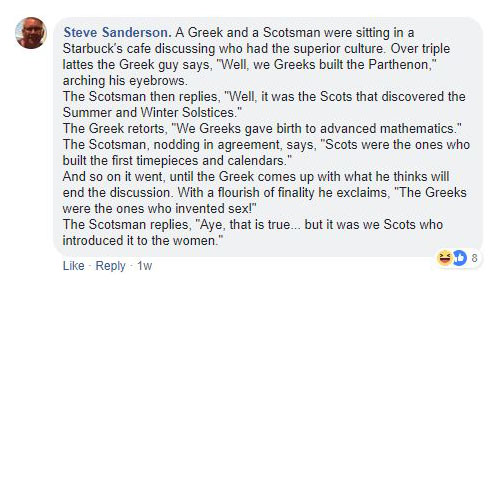 Steve Sanderson. A Greek and a Scotsman were sitting in a
Starbuck's cafe discussing who had the superior culture. Over triple
lattes the Greek guy says, "Well, we Greeks built the Parthenon,"
arching his eyebrows.
The Scotsman then replies, "Well, it was the Scots that discovered the
Summer and Winter Solstices."
The Greek retorts, "We Greeks gave birth to advanced mathematics."
The Scotsman, nodding in agreement, says, "Scots were the ones who
built the first timepieces and calendars."
And so on it went, until the Greek comes up with what he thinks will
end the discussion. With a flourish of finality he exclaims, "The Greeks
were the ones who invented sex!"
The Scotsman replies, "Aye, that is true... but it was we Scots who
introduced it to the women."
8
Like · Reply · 1w